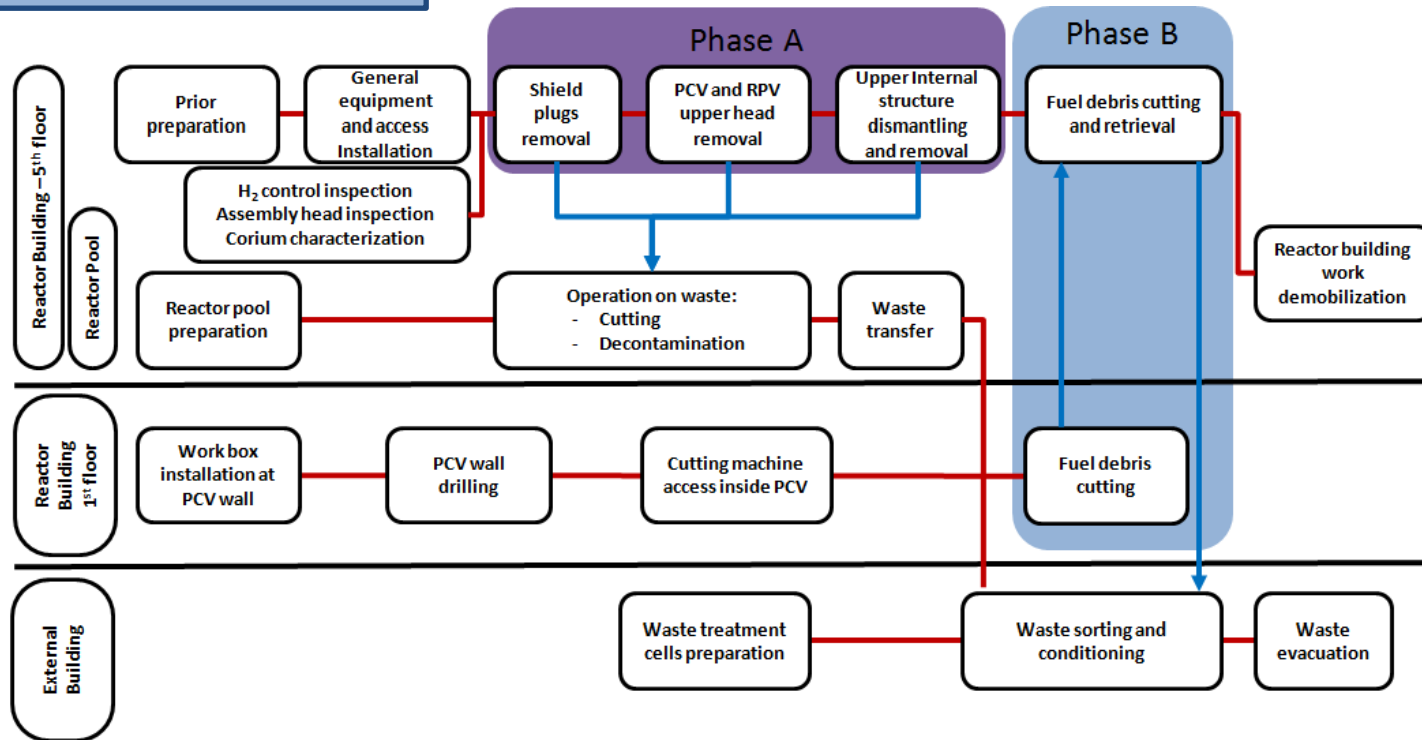 Phase A
Phase B
Reactor Building – 5th floor
Reactor Pool
Prior
preparation
General
equipment
and access
Installation
Shield
plugs
removal
PCV and RPV
upper head
removal
Upper Internal
structure
dismantling
and removal
Fuel debris cutting
and retrieval
H₂ control inspection
Assembly head inspection
Corium characterization
Reactor building
work
demobilization
Reactor pool
preparation
Operation on waste:
- Cutting
- Decontamination
Waste
transfer
Reactor
Building
1st floor
Work box
installation at
PCV wall
PCV wall
drilling
Cutting machine
access inside PCV
Fuel debris
cutting
External
Building
Waste treatment
cells preparation
Waste sorting and
conditioning
Waste
evacuation